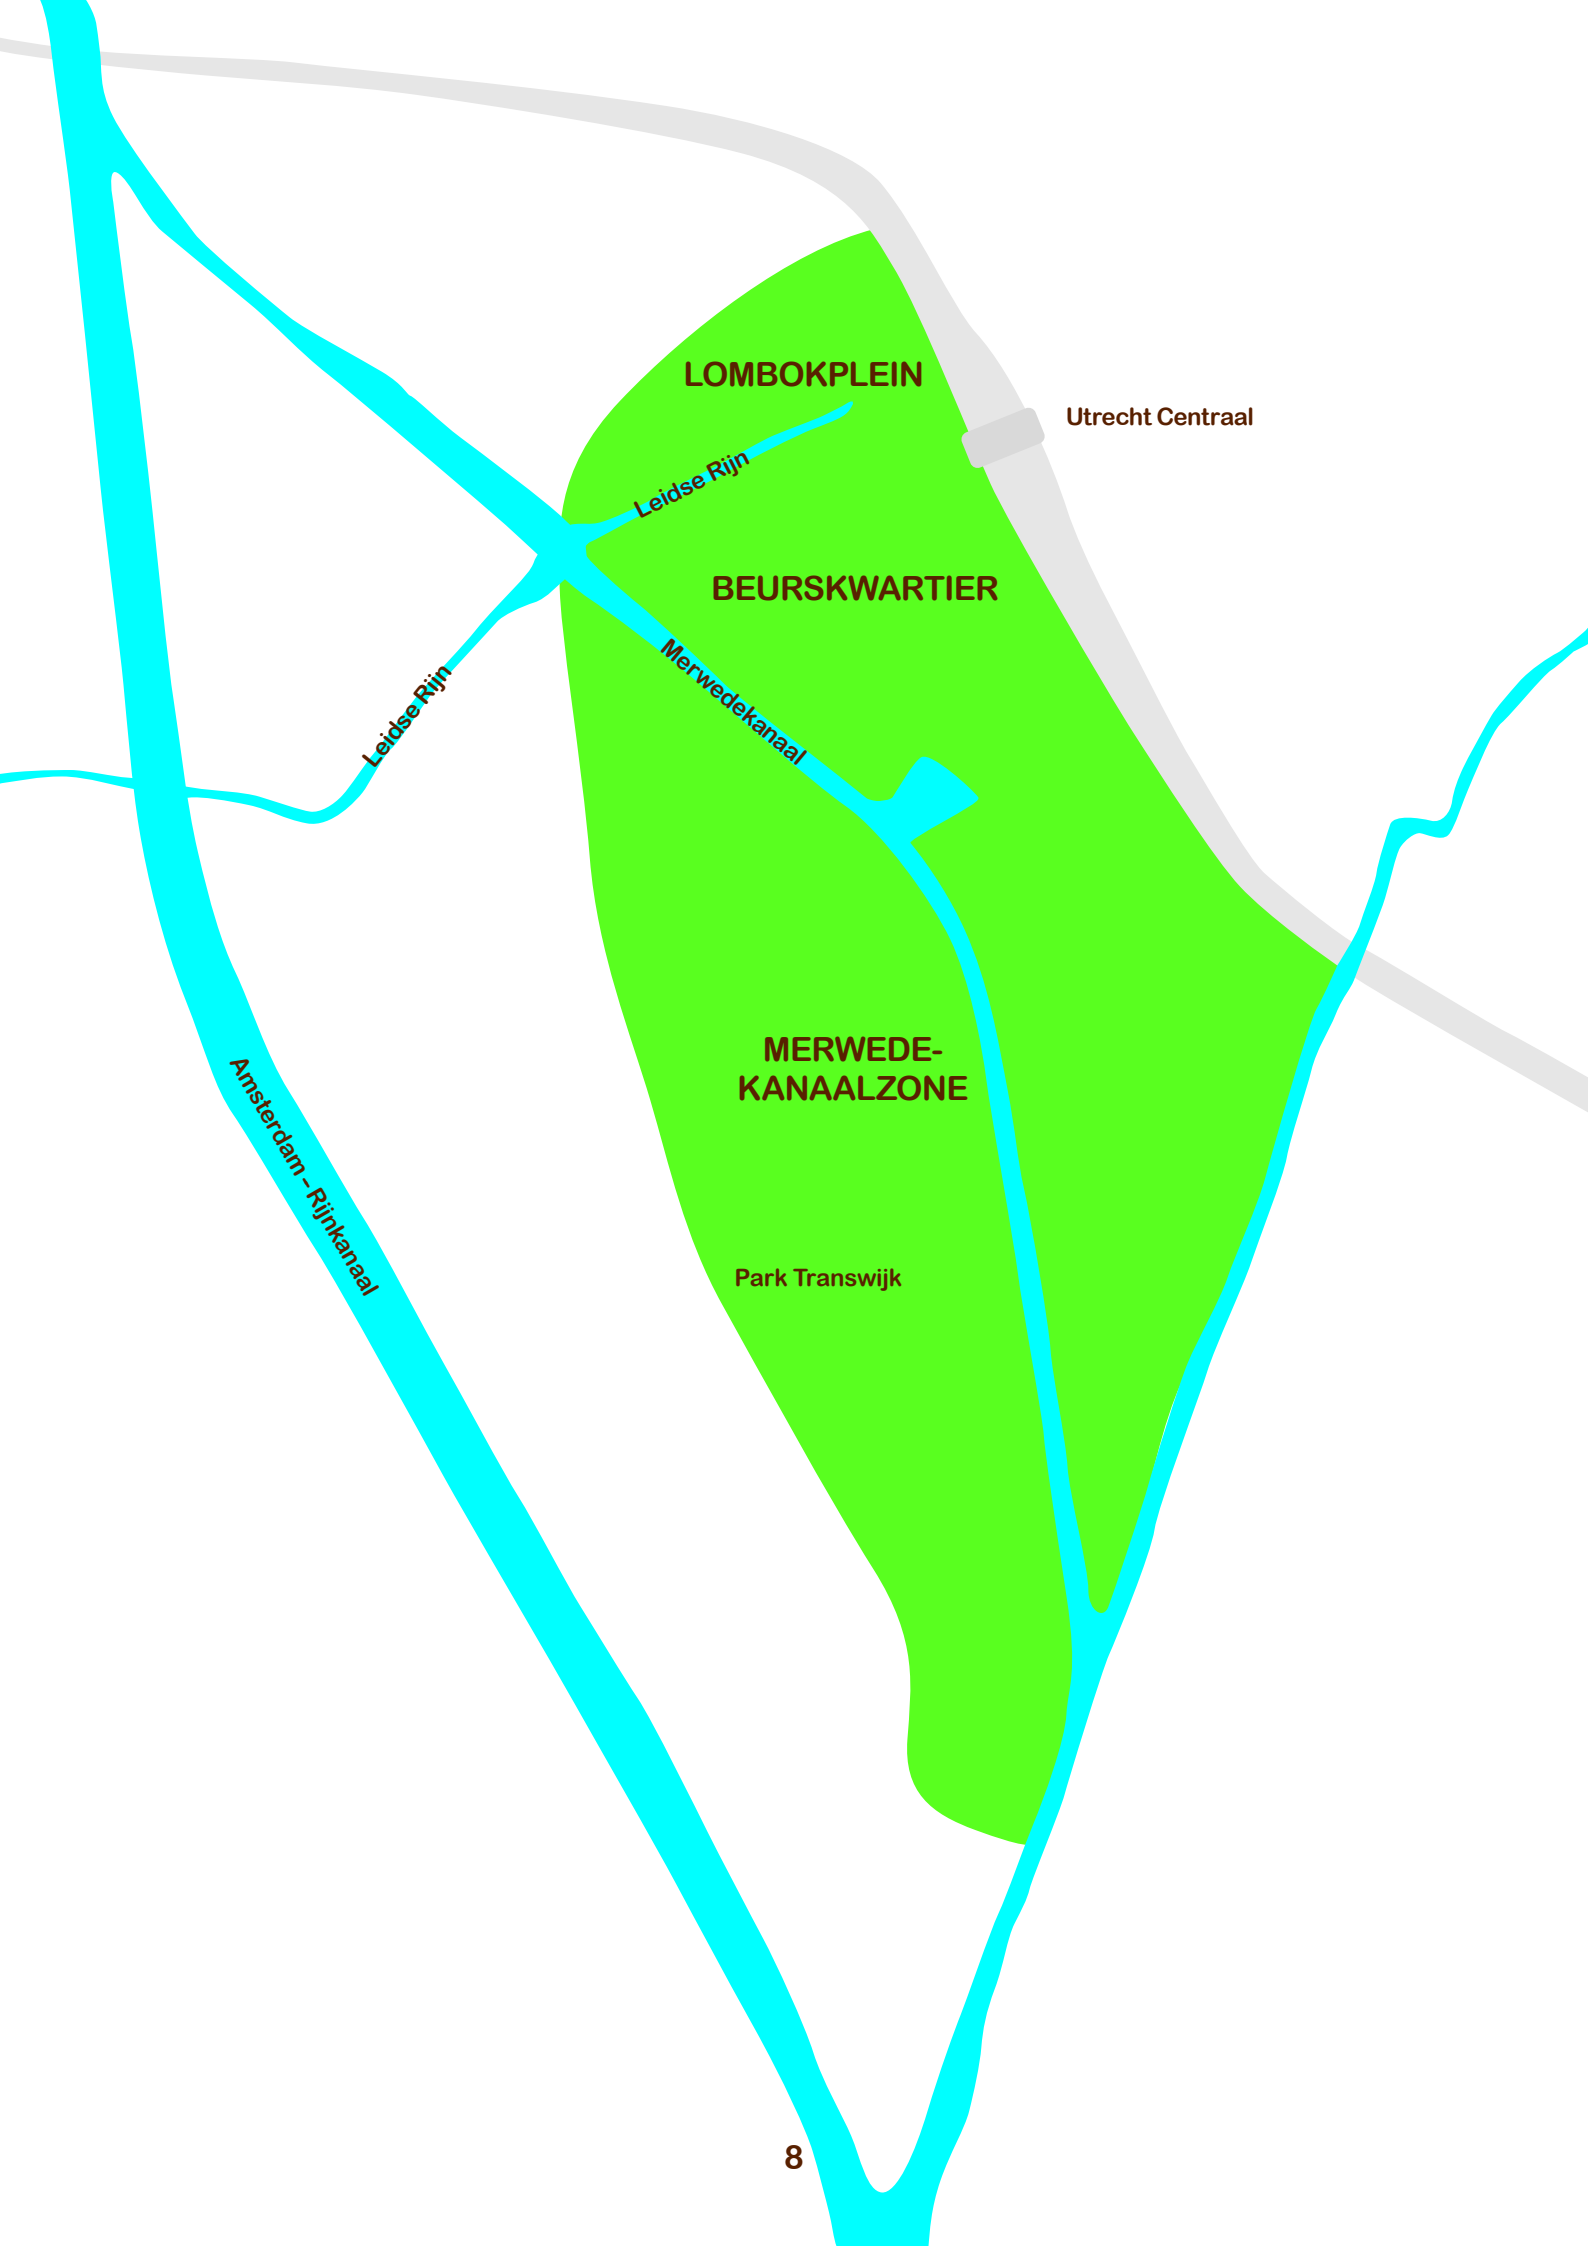 LOMBOKPLEIN
Utrecht Centraal
Leidse Rijn
BEURSKWARTIER
Merwedekanaal
Leidse Rijn
MERWEDE-
KANAALZONE
Amsterdam – Rijnkanaal
Park Transwijk
8